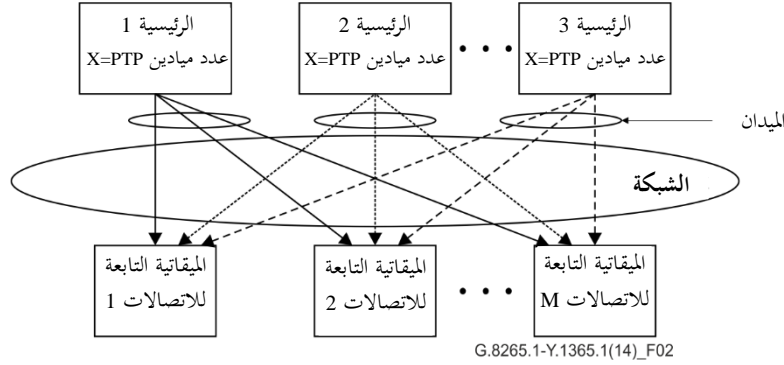 الرئيسية 1
عدد ميادين X=PTP
الرئيسية 2
عدد ميادين X=PTP
• • •
الرئيسية 3
عدد ميادين X=PTP
الميدان
الشبكة
الميقاتية التابعة
للاتصالات 1
الميقاتية التابعة
للاتصالات 2
• • •
الميقاتية التابعة
للاتصالات M
G.8265.1-Y.1365.1(14)_F02